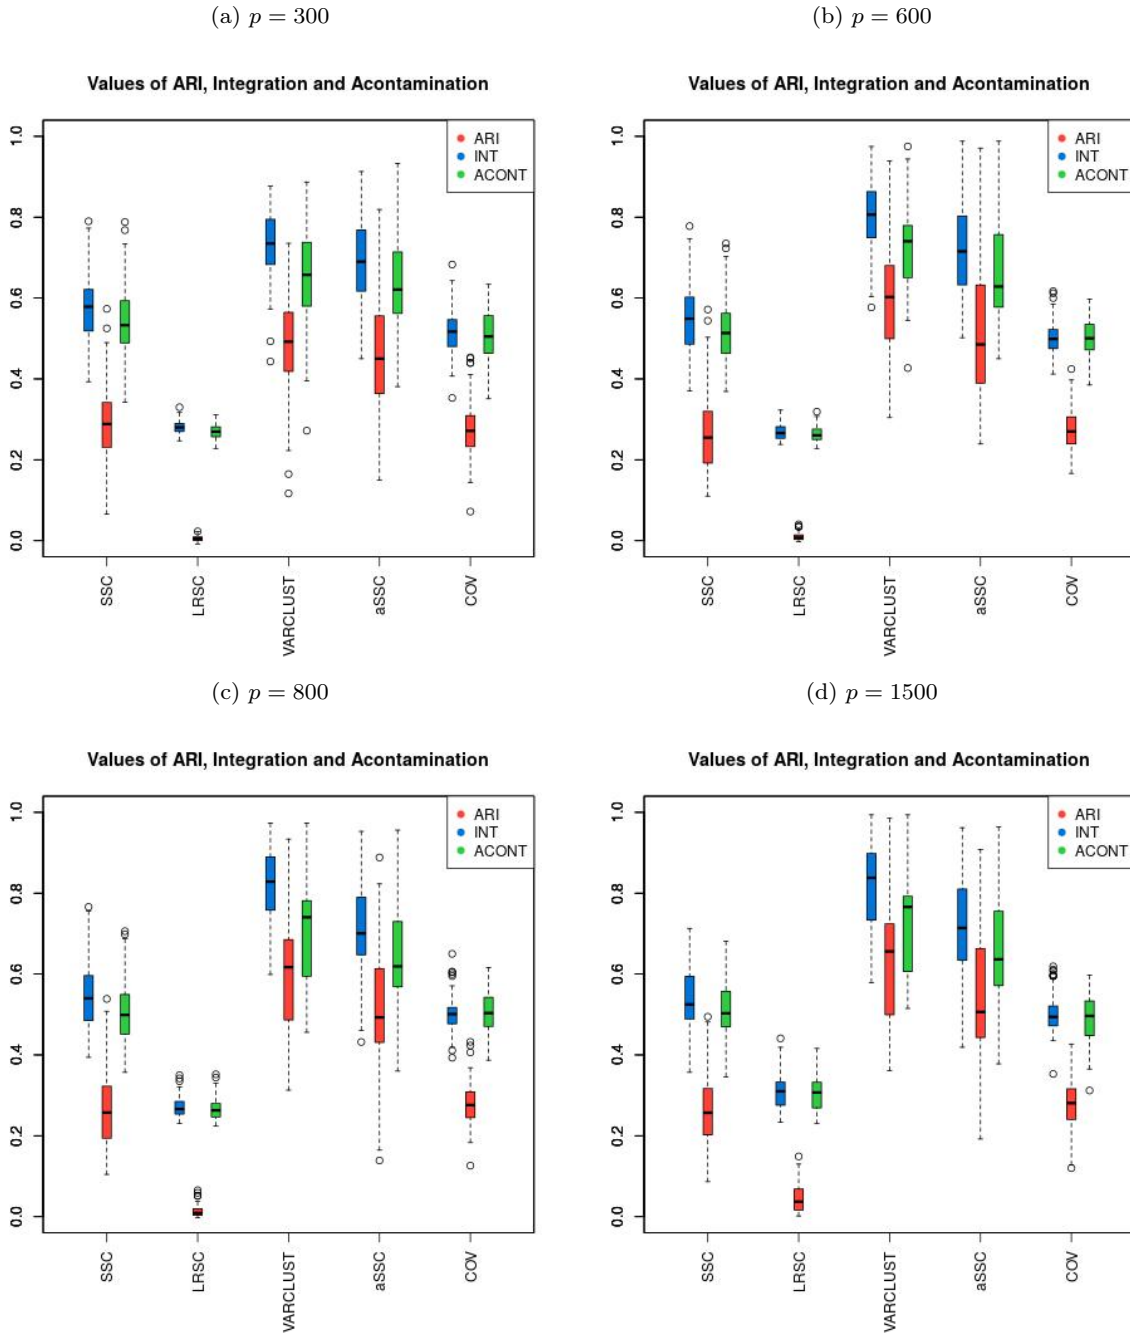 (a) p = 300
Values of ARI, Integration and Acontamination
1.0
0.8
0.6
0.4
0.2
0.0
ARI
INT
ACONT
SSC
LRSC
VARCLUST
aSSC
COV
(b) p = 600
Values of ARI, Integration and Acontamination
1.0
0.8
0.6
0.4
0.2
0.0
ARI
INT
ACONT
SSC
LRSC
VARCLUST
aSSC
COV
(c) p = 800
Values of ARI, Integration and Acontamination
1.0
0.8
0.6
0.4
0.2
0.0
ARI
INT
ACONT
SSC
LRSC
VARCLUST
aSSC
COV
(d) p = 1500
Values of ARI, Integration and Acontamination
1.0
0.8
0.6
0.4
0.2
0.0
ARI
INT
ACONT
SSC
LRSC
VARCLUST
aSSC
COV